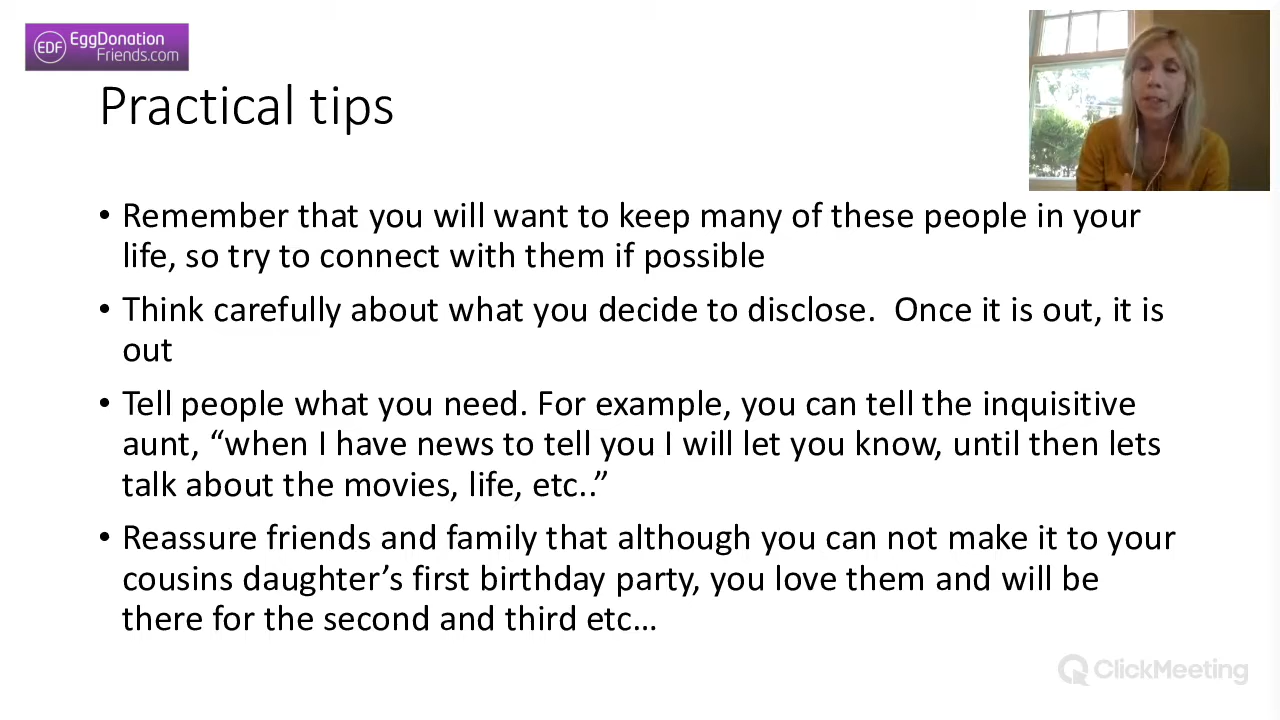 EDF EggDonation
Friends.com
Practical tips
• Remember that you will want to keep many of these people in your
life, so try to connect with them if possible
• Think carefully about what you decide to disclose.  Once it is out, it is
out
• Tell people what you need. For example, you can tell the inquisitive
aunt, “when I have news to tell you I will let you know, until then lets
talk about the movies, life, etc..”
• Reassure friends and family that although you can not make it to your
cousins daughter’s first birthday party, you love them and will be
there for the second and third etc…
ClickMeeting